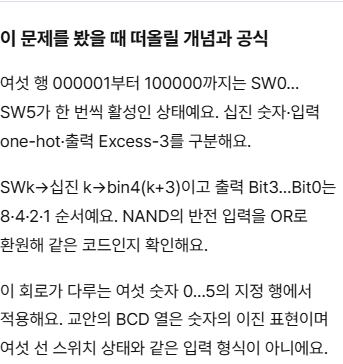 이 문제를 봤을 때 떠올릴 개념과 공식
여섯 행 000001부터 100000까지는 SW0…
SW5가 한 번씩 활성인 상태예요. 십진 숫자·입력
one-hot·출력 Excess-3를 구분해요.
SWk→십진 k→bin4(k+3)이고 출력 Bit3…Bit0는
8·4·2·1 순서예요. NAND의 반전 입력을 OR로
환원해 같은 코드인지 확인해요.
이 회로가 다루는 여섯 숫자 0…5의 지정 행에서
적용해요. 교안의 BCD 열은 숫자의 이진 표현이며
여섯 선 스위치 상태와 같은 입력 형식이 아니에요.